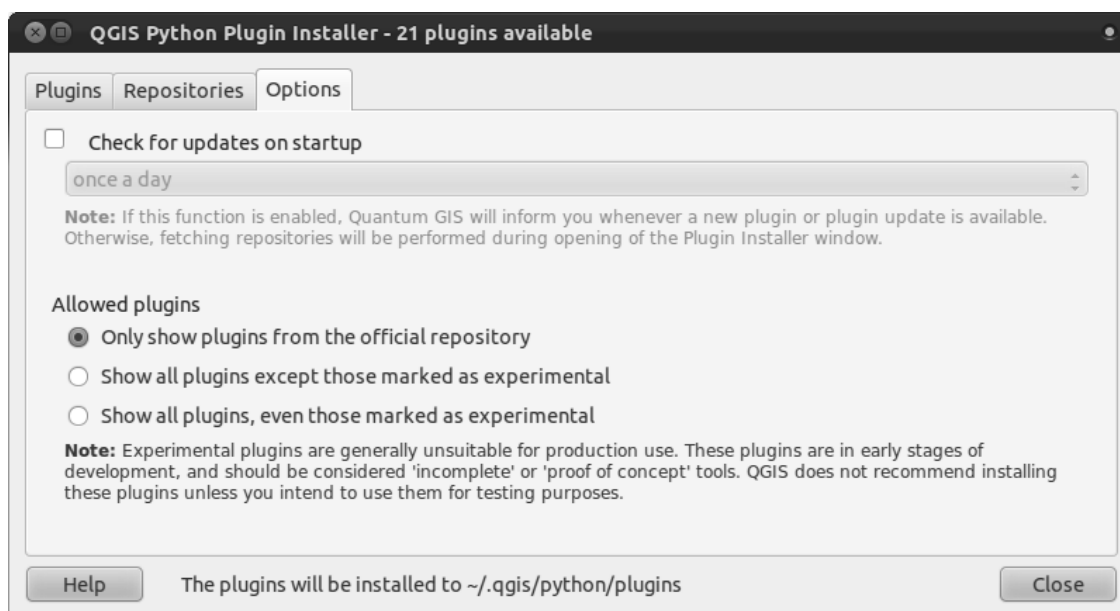 QGIS Python Plugin Installer - 21 plugins available
Plugins Repositories Options
Check for updates on startup
once a day
Note: If this function is enabled, Quantum GIS will inform you whenever a new plugin or plugin update is available.
Otherwise, fetching repositories will be performed during opening of the Plugin Installer window.
Allowed plugins
Only show plugins from the official repository
Show all plugins except those marked as experimental
Show all plugins, even those marked as experimental
Note: Experimental plugins are generally unsuitable for production use. These plugins are in early stages of
development, and should be considered 'incomplete' or 'proof of concept' tools. QGIS does not recommend installing
these plugins unless you intend to use them for testing purposes.
Help The plugins will be installed to ~/.qgis/python/plugins Close